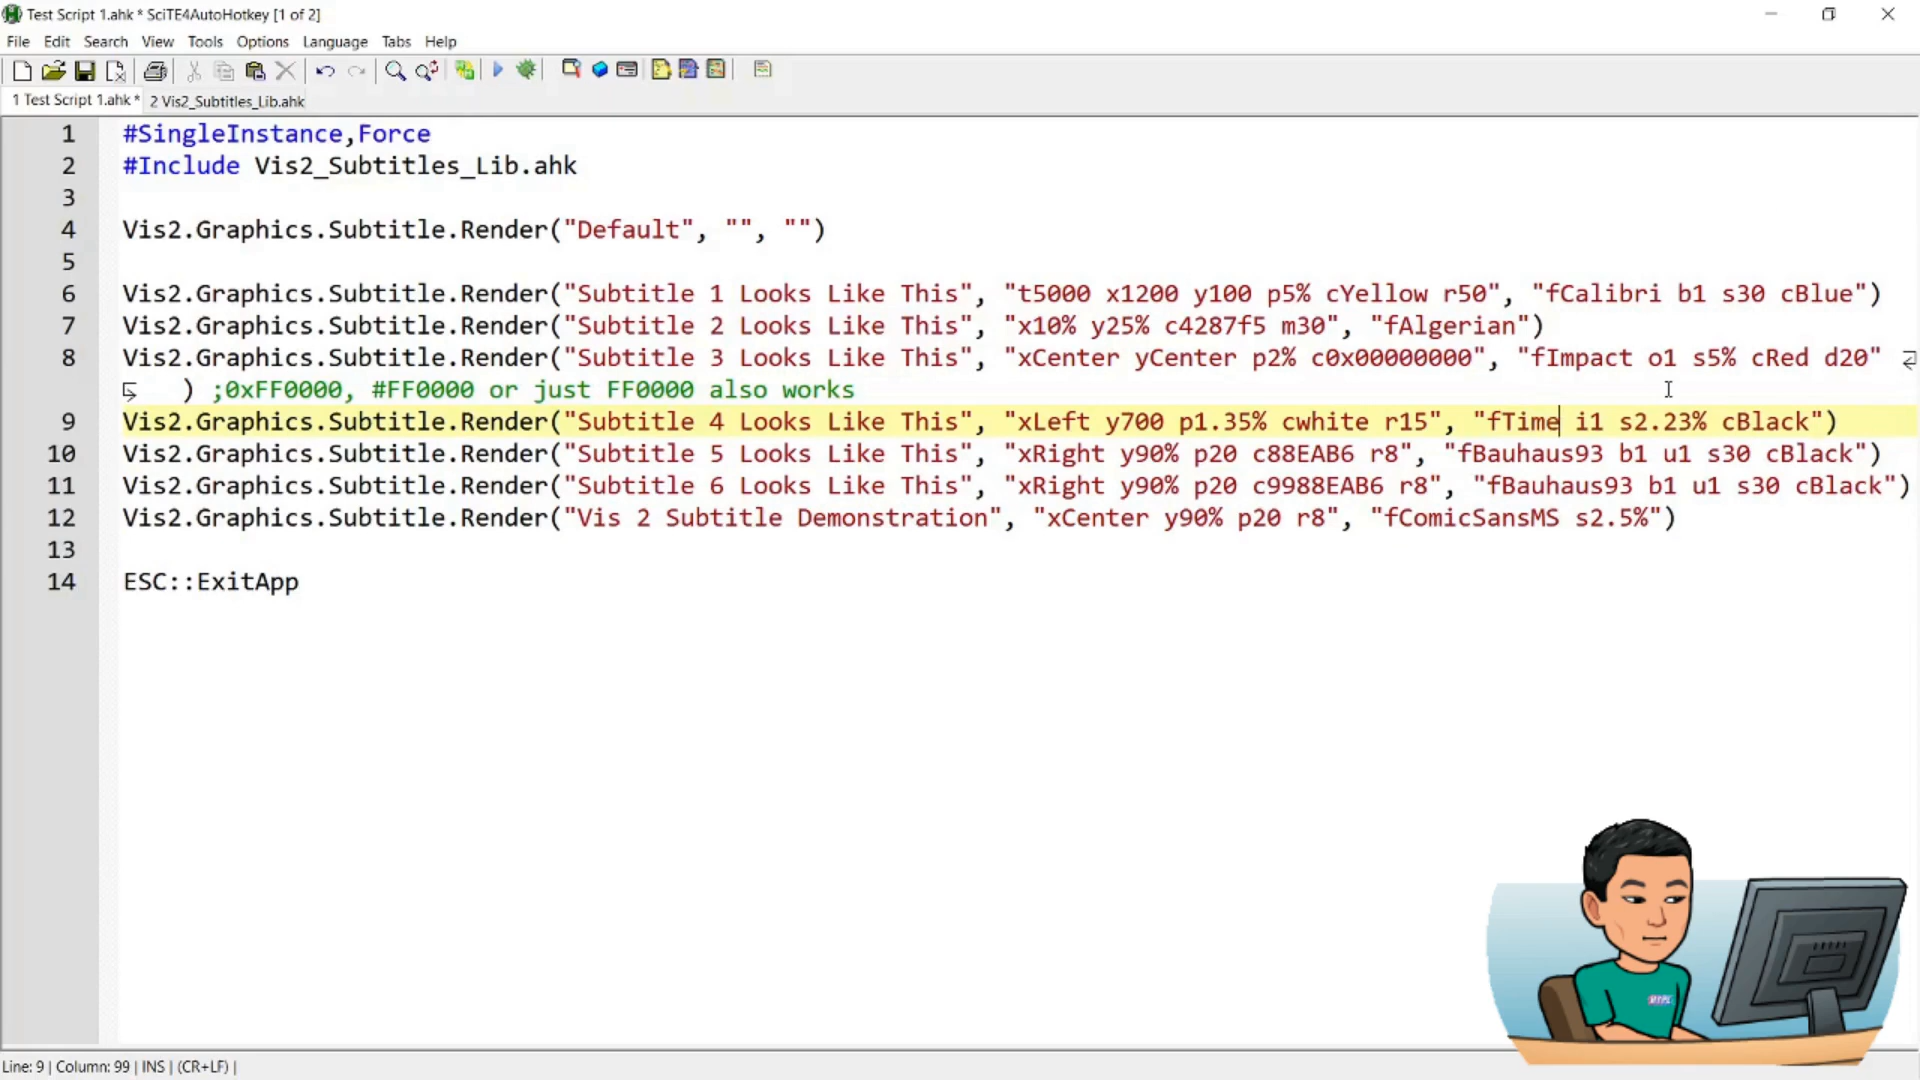 Test Script 1.ahk * SciTE4AutoHotkey [1 of 2]
File Edit Search View Tools Options Language Tabs Help
1 Test Script 1.ahk * 2 Vis2_Subtitles_Lib.ahk
1 #SingleInstance,Force
2 #Include Vis2_Subtitles_Lib.ahk
3
4 Vis2.Graphics.Subtitle.Render("Default", "", "")
5
6 Vis2.Graphics.Subtitle.Render("Subtitle 1 Looks Like This", "t5000 x1200 y100 p5% cYellow r50", "fCalibri b1 s30 cBlue")
7 Vis2.Graphics.Subtitle.Render("Subtitle 2 Looks Like This", "x10% y25% c4287f5 m30", "fAlgerian")
8 Vis2.Graphics.Subtitle.Render("Subtitle 3 Looks Like This", "xCenter yCenter p2% c0x00000000", "fImpact o1 s5% cRed d20"
) ;0xFF0000, #FF0000 or just FF0000 also works
9 Vis2.Graphics.Subtitle.Render("Subtitle 4 Looks Like This", "xLeft y700 p1.35% cwhite r15", "fTime i1 s2.23% cBlack")
10 Vis2.Graphics.Subtitle.Render("Subtitle 5 Looks Like This", "xRight y90% p20 c88EAB6 r8", "fBauhaus93 b1 u1 s30 cBlack")
11 Vis2.Graphics.Subtitle.Render("Subtitle 6 Looks Like This", "xRight y90% p20 c9988EAB6 r8", "fBauhaus93 b1 u1 s30 cBlack")
12 Vis2.Graphics.Subtitle.Render("Vis 2 Subtitle Demonstration", "xCenter y90% p20 r8", "fComicSansMS s2.5%")
13
14 ESC::ExitApp
Line: 9 | Column: 99 | INS | (CR+LF) |